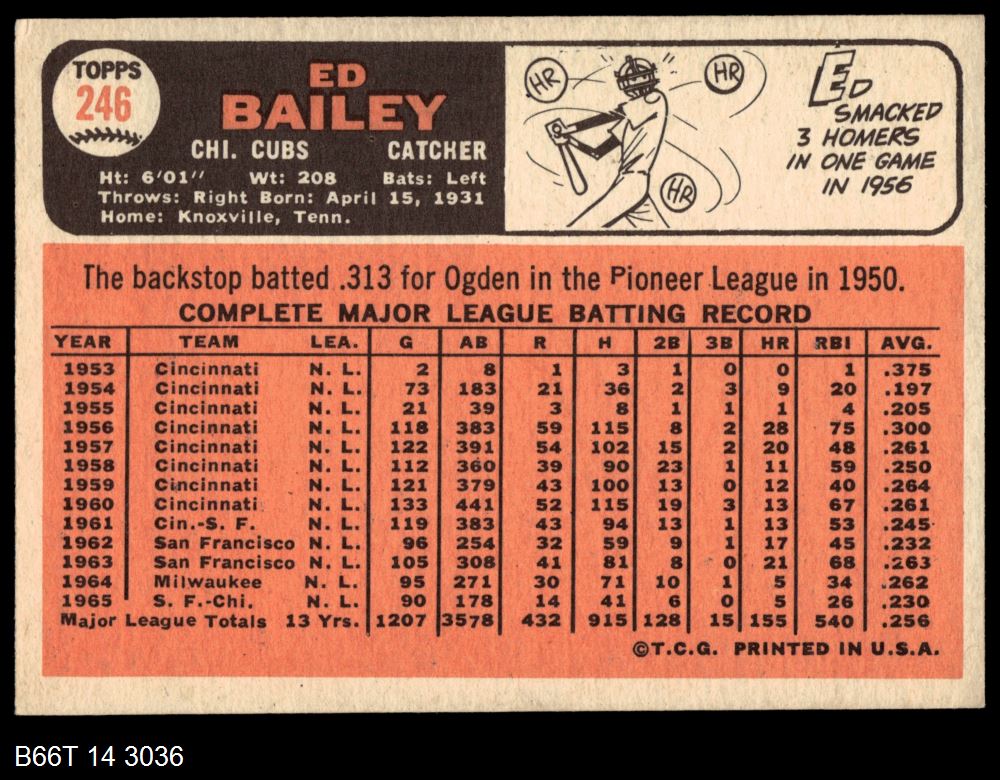 TOPPS
246
ED
BAILEY
CHI. CUBS CATCHER
Ht: 6'01" Wt: 208 Bats: Left
Throws: Right Born: April 15, 1931
Home: Knoxville, Tenn.
HR HR
HR
ED
SMACKED
3 HOMERS
IN ONE GAME
IN 1956
The backstop batted .313 for Ogden in the Pioneer League in 1950.
COMPLETE MAJOR LEAGUE BATTING RECORD
YEAR TEAM LEA. G AB R H 2B 3B HR RBI AVG.
1953 Cincinnati N. L. 2 8 1 3 1 0 0 1 .375
1954 Cincinnati N. L. 73 183 21 36 2 3 9 20 .197
1955 Cincinnati N. L. 21 39 3 8 1 1 1 4 .205
1956 Cincinnati N. L. 118 383 59 115 8 2 28 75 .300
1957 Cincinnati N. L. 122 391 54 102 15 2 20 48 .261
1958 Cincinnati N. L. 112 360 39 90 23 1 11 59 .250
1959 Cincinnati N. L. 121 379 43 100 13 0 12 40 .264
1960 Cincinnati N. L. 133 441 52 115 19 3 13 67 .261
1961 Cin.-S. F. N. L. 119 383 43 94 13 1 13 53 .245
1962 San Francisco N. L. 96 254 32 59 9 1 17 45 .232
1963 San Francisco N. L. 105 308 41 81 8 0 21 68 .263
1964 Milwaukee N. L. 95 271 30 71 10 1 5 34 .262
1965 S. F.-Chi. N. L. 90 178 14 41 6 0 5 26 .230
Major League Totals 13 Yrs. 1207 3578 432 915 128 15 155 540 .256
©T.C.G. PRINTED IN U.S.A.
B66T 14 3036